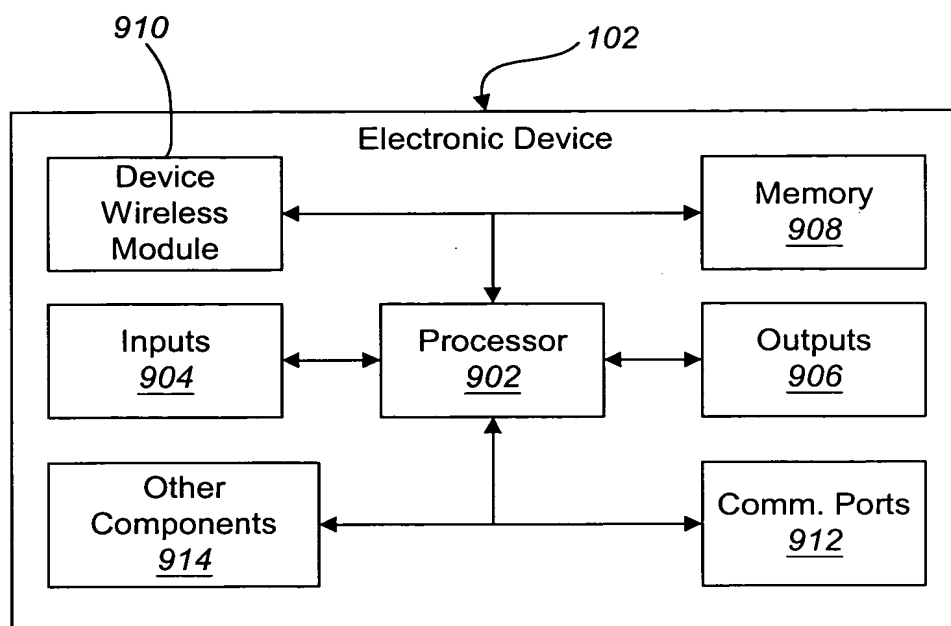 910
102
Electronic Device
Device
Wireless
Module
Memory
908
Inputs
904
Processor
902
Outputs
906
Other
Components
914
Comm. Ports
912